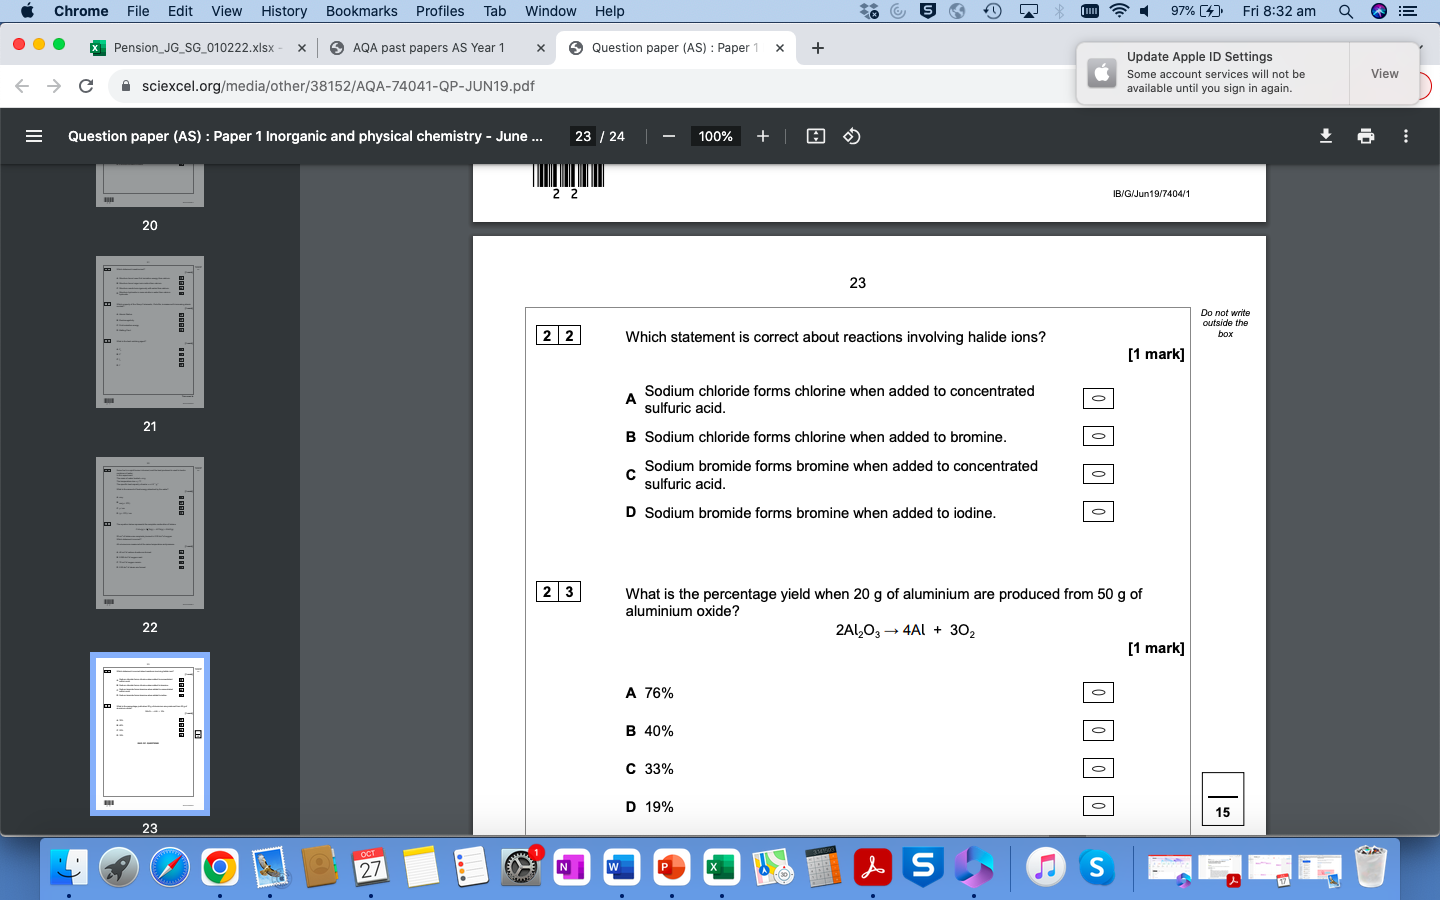 Chrome File Edit View History Bookmarks Profiles Tab Window Help 97% Fri 8:32 am
Pension_JG_SG_010222.xlsx -
AQA past papers AS Year 1
Question paper (AS) : Paper 1
Update Apple ID Settings
Some account services will not be
available until you sign in again.
View
sciexcel.org/media/other/38152/AQA-74041-QP-JUN19.pdf
Question paper (AS) : Paper 1 Inorganic and physical chemistry - June ... 23 / 24 100%
20
21
22
23
2 2
IB/G/Jun19/7404/1
23
Do not write
outside the
box
2 2 Which statement is correct about reactions involving halide ions?
[1 mark]
A Sodium chloride forms chlorine when added to concentrated
sulfuric acid.
B Sodium chloride forms chlorine when added to bromine.
C Sodium bromide forms bromine when added to concentrated
sulfuric acid.
D Sodium bromide forms bromine when added to iodine.
2 3 What is the percentage yield when 20 g of aluminium are produced from 50 g of
aluminium oxide?
2Al₂O₃ → 4Al + 3O₂
[1 mark]
A 76%
B 40%
C 33%
D 19%
15
OCT
27
1